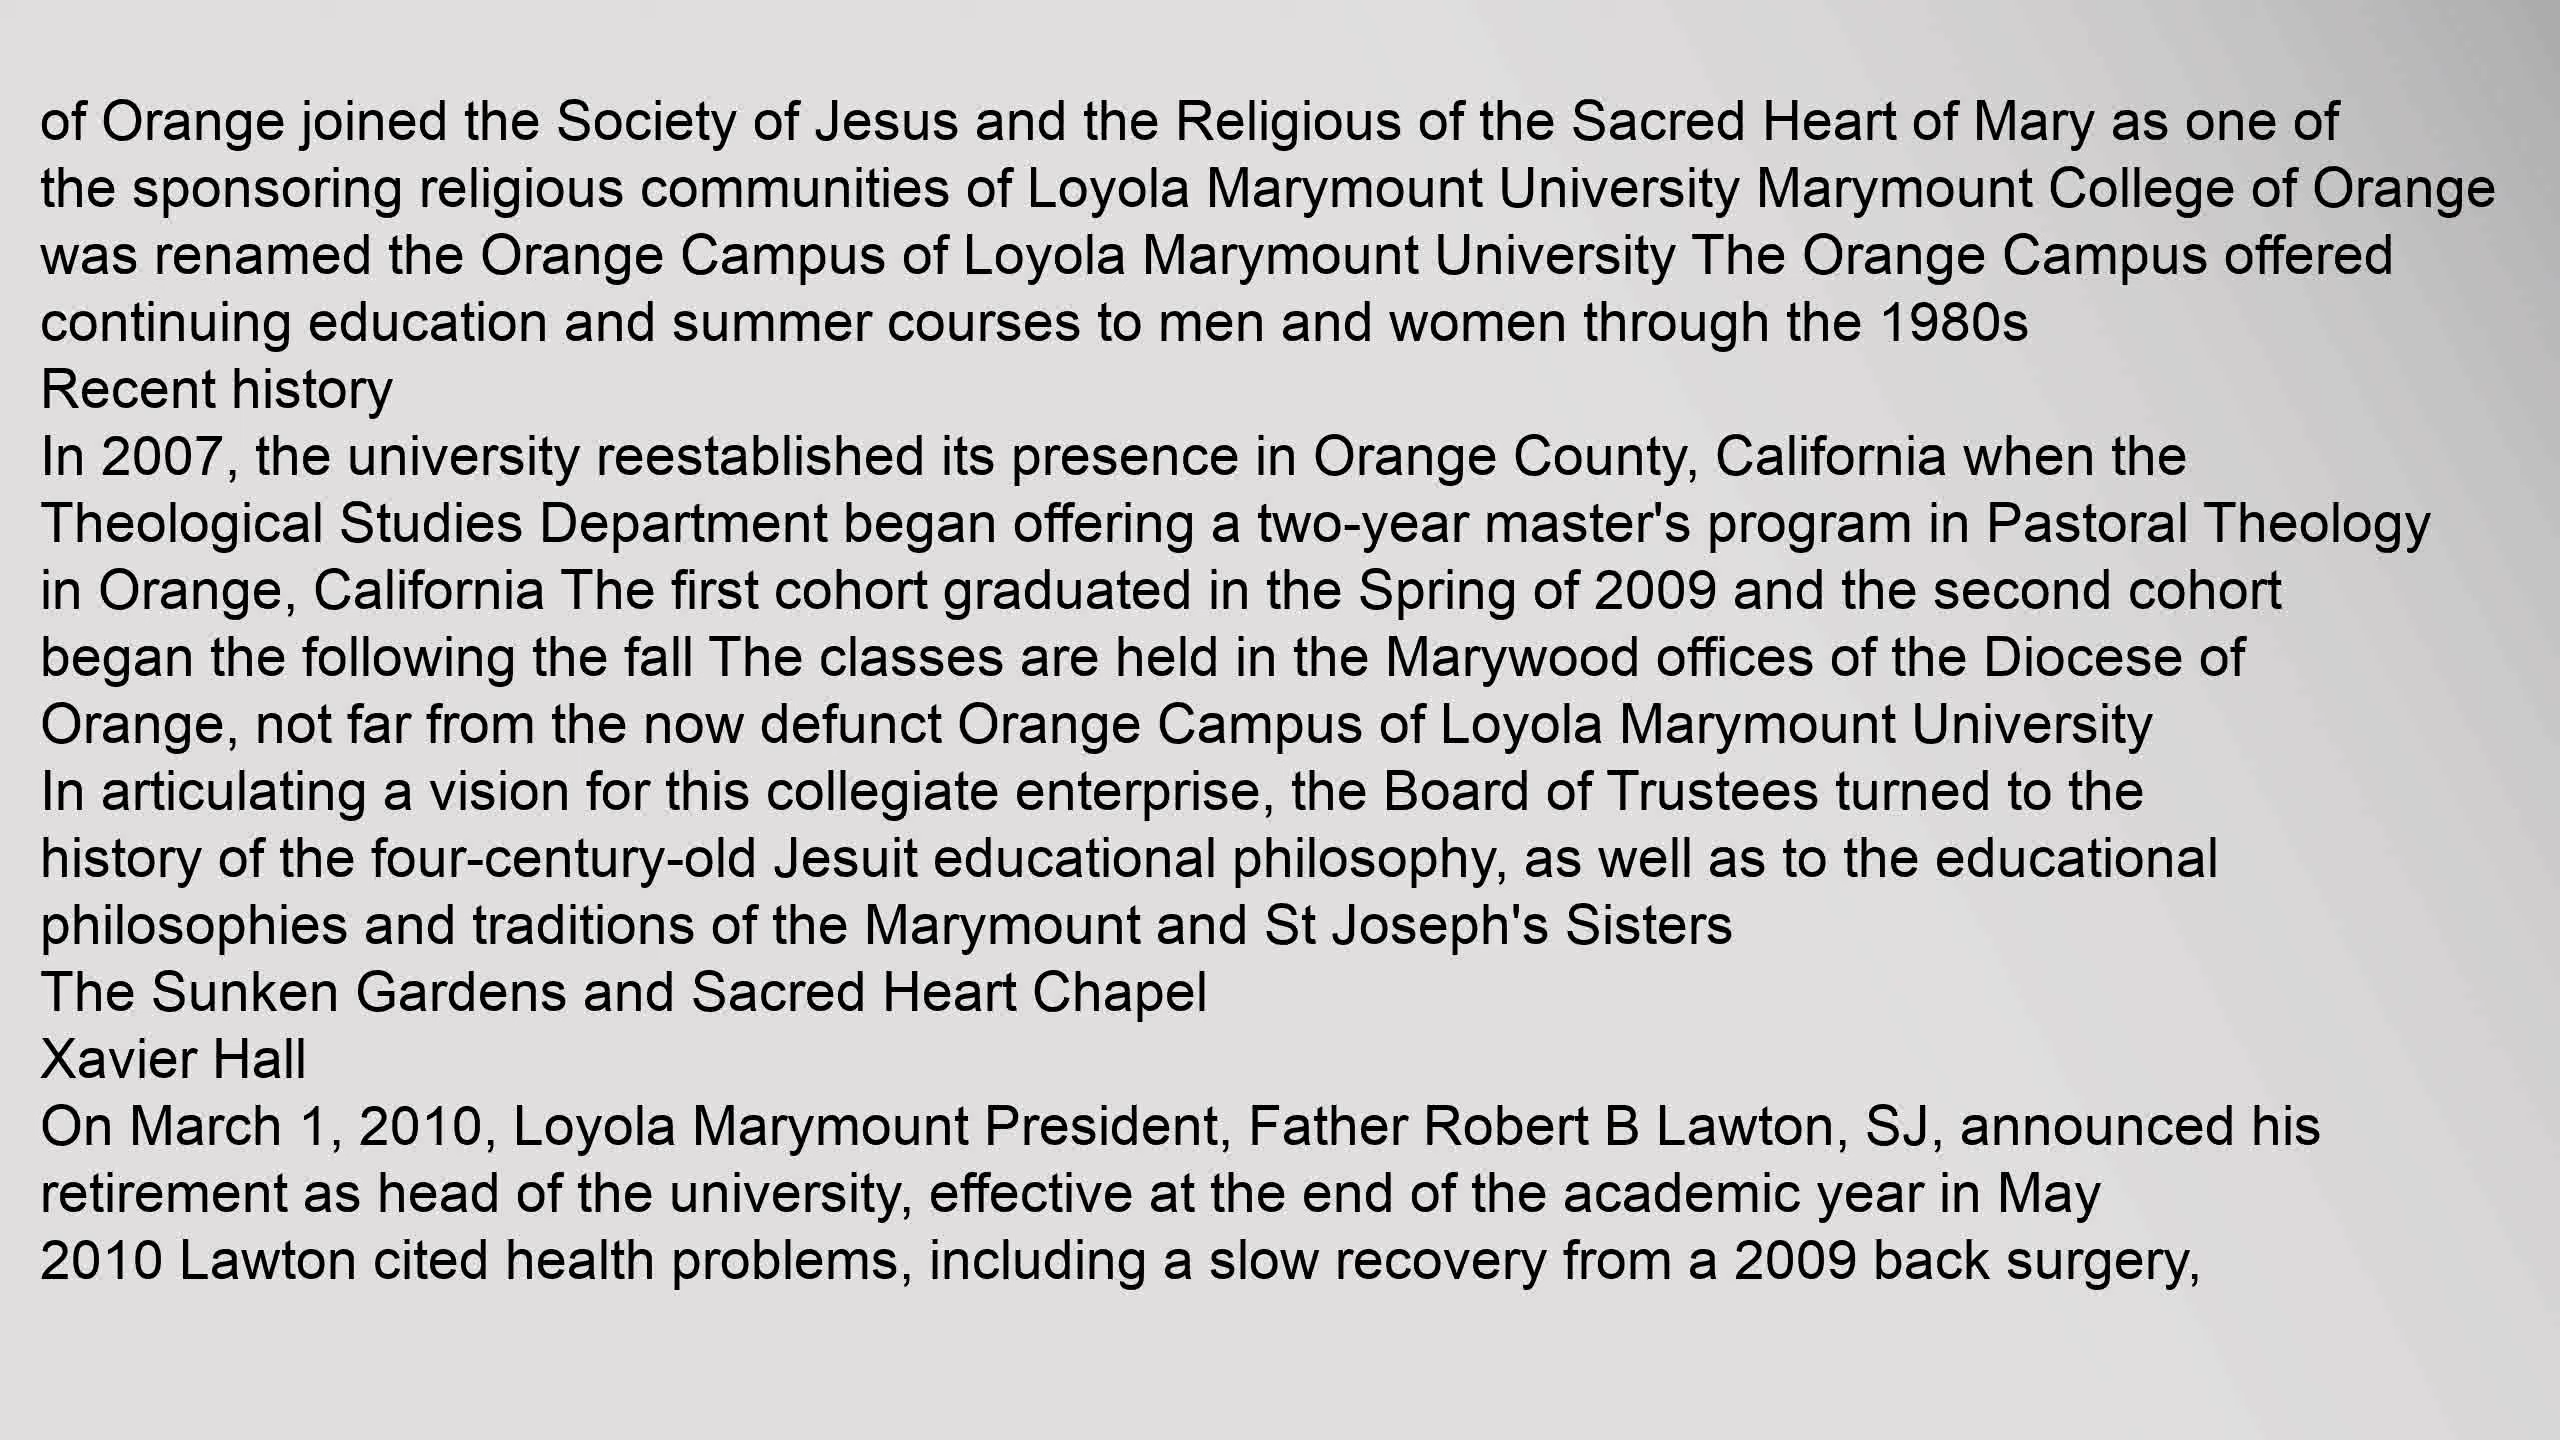 of Orange joined the Society of Jesus and the Religious of the Sacred Heart of Mary as one of
the sponsoring religious communities of Loyola Marymount University Marymount College of Orange
was renamed the Orange Campus of Loyola Marymount University The Orange Campus offered
continuing education and summer courses to men and women through the 1980s
Recent history
In 2007, the university reestablished its presence in Orange County, California when the
Theological Studies Department began offering a two-year master's program in Pastoral Theology
in Orange, California The first cohort graduated in the Spring of 2009 and the second cohort
began the following the fall The classes are held in the Marywood offices of the Diocese of
Orange, not far from the now defunct Orange Campus of Loyola Marymount University
In articulating a vision for this collegiate enterprise, the Board of Trustees turned to the
history of the four-century-old Jesuit educational philosophy, as well as to the educational
philosophies and traditions of the Marymount and St Joseph's Sisters
The Sunken Gardens and Sacred Heart Chapel
Xavier Hall
On March 1, 2010, Loyola Marymount President, Father Robert B Lawton, SJ, announced his
retirement as head of the university, effective at the end of the academic year in May
2010 Lawton cited health problems, including a slow recovery from a 2009 back surgery,